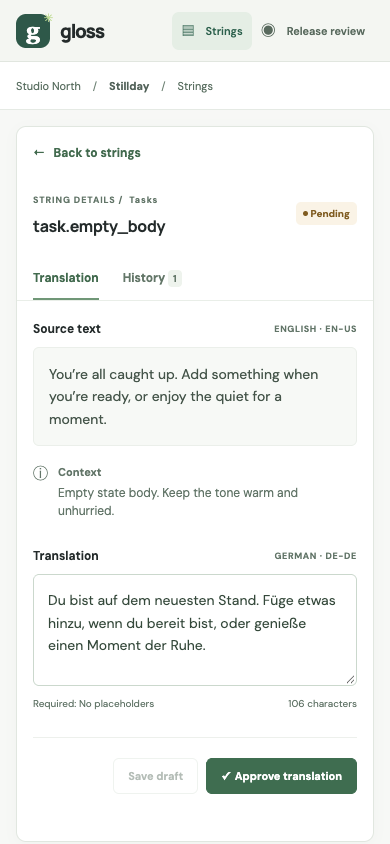 g gloss
Strings
Release review
Studio North / Stillday / Strings
← Back to strings
STRING DETAILS / Tasks
task.empty_body
Pending
Translation
History 1
Source text
ENGLISH · EN-US
You’re all caught up. Add something when
you’re ready, or enjoy the quiet for a
moment.
Context
Empty state body. Keep the tone warm and
unhurried.
Translation
GERMAN · DE-DE
Du bist auf dem neuesten Stand. Füge etwas
hinzu, wenn du bereit bist, oder genieße
einen Moment der Ruhe.
Required: No placeholders
106 characters
Save draft
✓ Approve translation